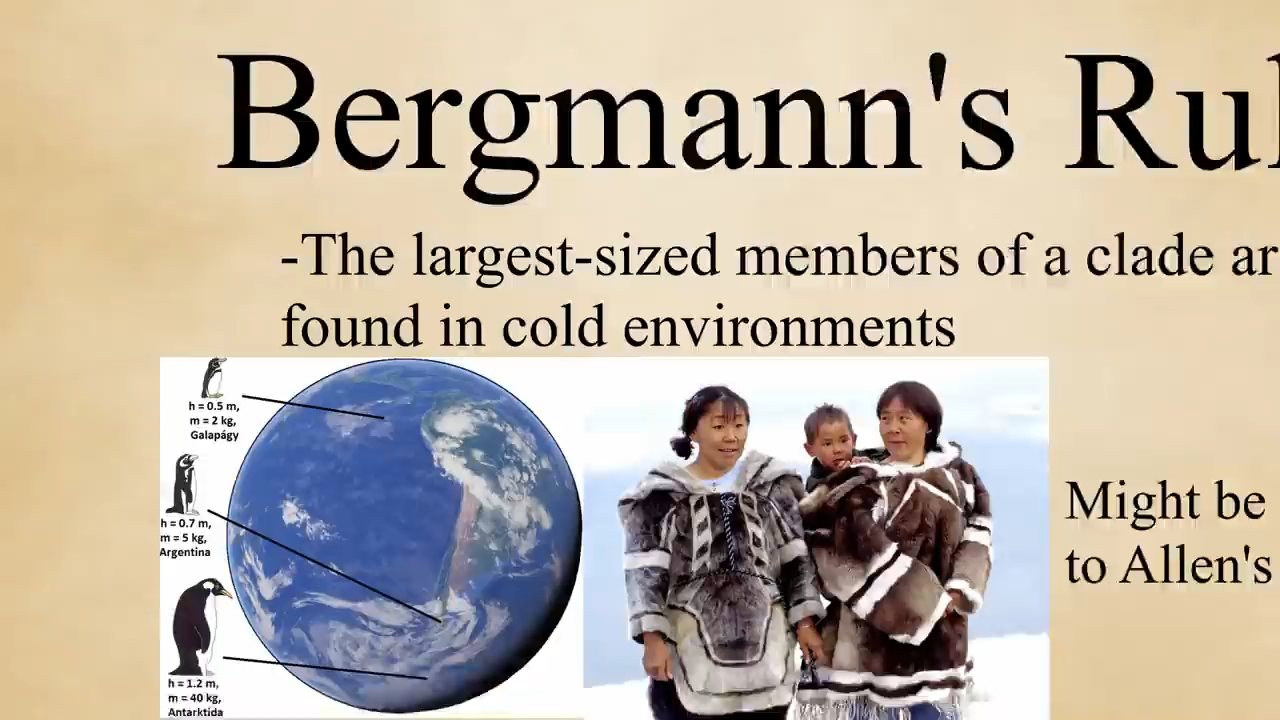 Bergmann's Rul
-The largest-sized members of a clade ar
found in cold environments
h = 0.5 m,
m = 2 kg,
Galapágy
h = 0.7 m,
m = 5 kg,
Argentina
h = 1.2 m,
m = 40 kg,
Antarktida
Might be
to Allen's